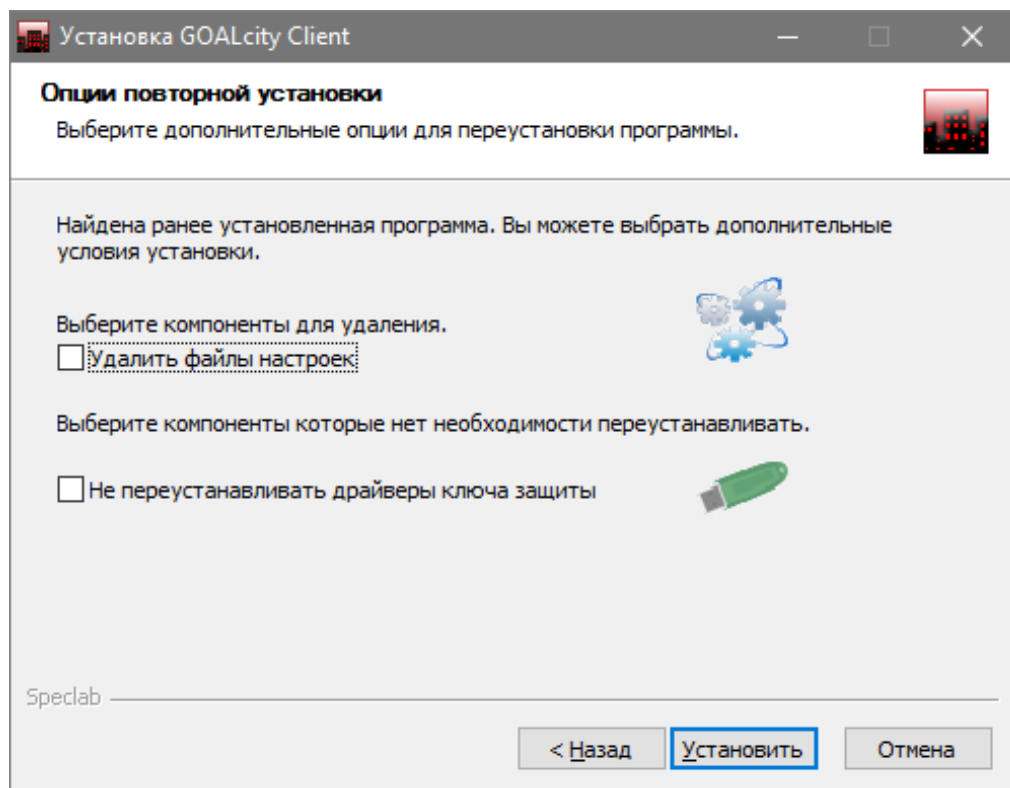 Установка GOALcity Client
Опции повторной установки
Выберите дополнительные опции для переустановки программы.
Найдена ранее установленная программа. Вы можете выбрать дополнительные
условия установки.
Выберите компоненты для удаления.
Удалить файлы настроек
Выберите компоненты которые нет необходимости переустанавливать.
Не переустанавливать драйверы ключа защиты
Speclab
< Назад
Установить
Отмена